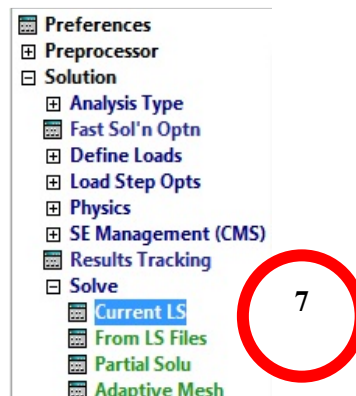 Preferences
Preprocessor
Solution
Analysis Type
Fast Sol'n Optn
Define Loads
Load Step Opts
Physics
SE Management (CMS)
Results Tracking
Solve
Current LS
7
From LS Files
Partial Solu
Adaptive Mesh